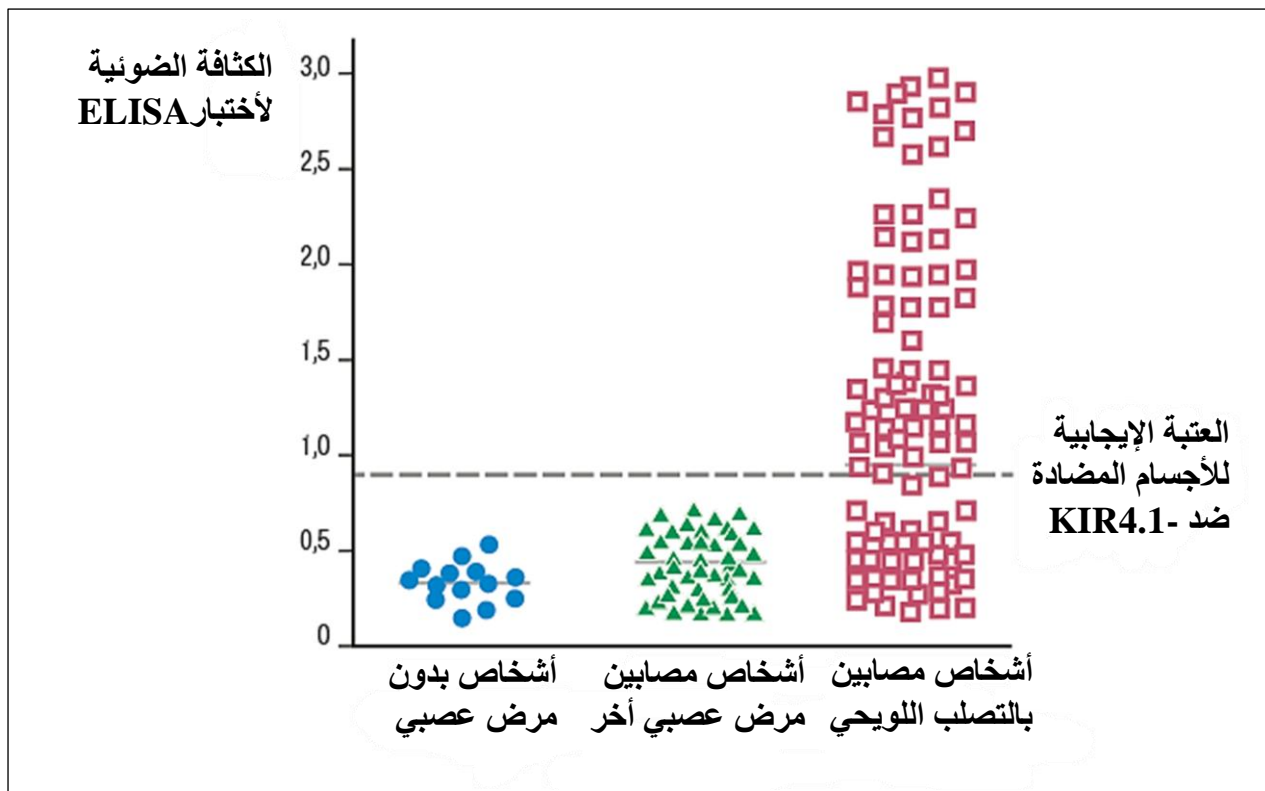 الكثافة الضوئية
لأختبارELISA
3,0
2,5
2,0
1,5
1,0
0,5
0
العتبة الإيجابية
للأجسام المضادة
ضد -KIR4.1
أشخاص بدون
مرض عصبي
أشخاص مصابين
مرض عصبي أخر
أشخاص مصابين
بالتصلب اللويحي